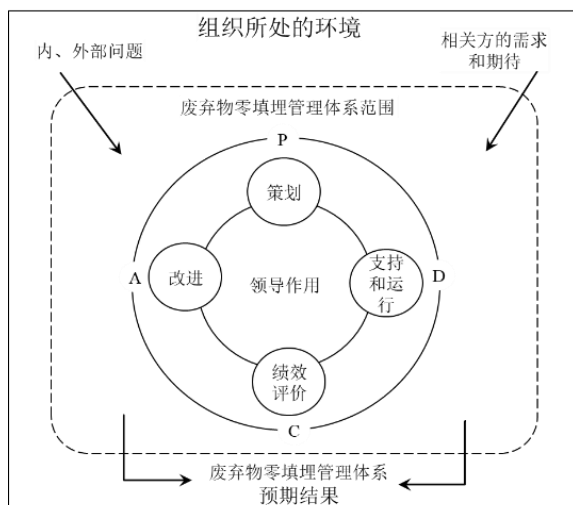 组织所处的环境
内、外部问题
相关方的需求
和期待
废弃物零填埋管理体系范围
P
策划
A
改进
领导作用
支持
和运
行
D
绩效
评价
C
废弃物零填埋管理体系
预期结果